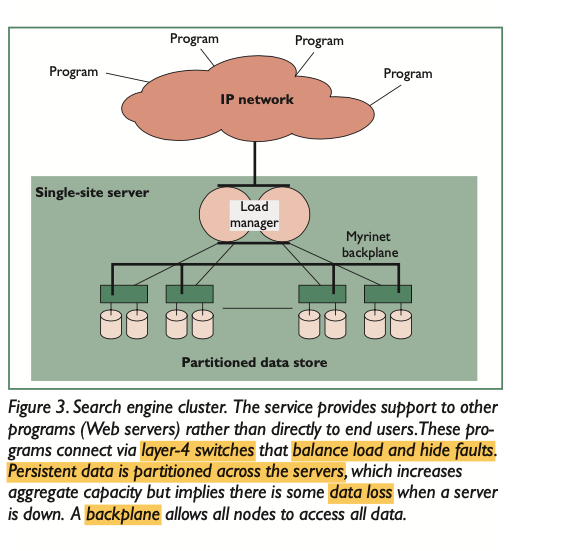 Program
Program
Program
Program
IP network
Single-site server
Load
manager
Myrinet
backplane
Partitioned data store
Figure 3. Search engine cluster. The service provides support to other
programs (Web servers) rather than directly to end users.These pro-
grams connect via layer-4 switches that balance load and hide faults.
Persistent data is partitioned across the servers, which increases
aggregate capacity but implies there is some data loss when a server
is down. A backplane allows all nodes to access all data.